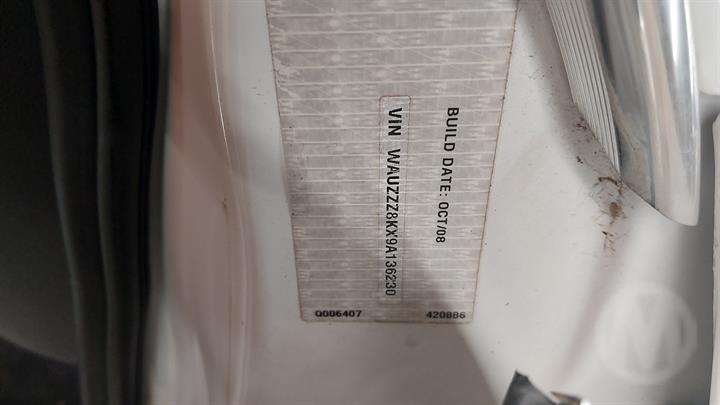 BUILD DATE: OCT/08
VIN WAUZZZ8KX9A136230
Q006407
420886
M